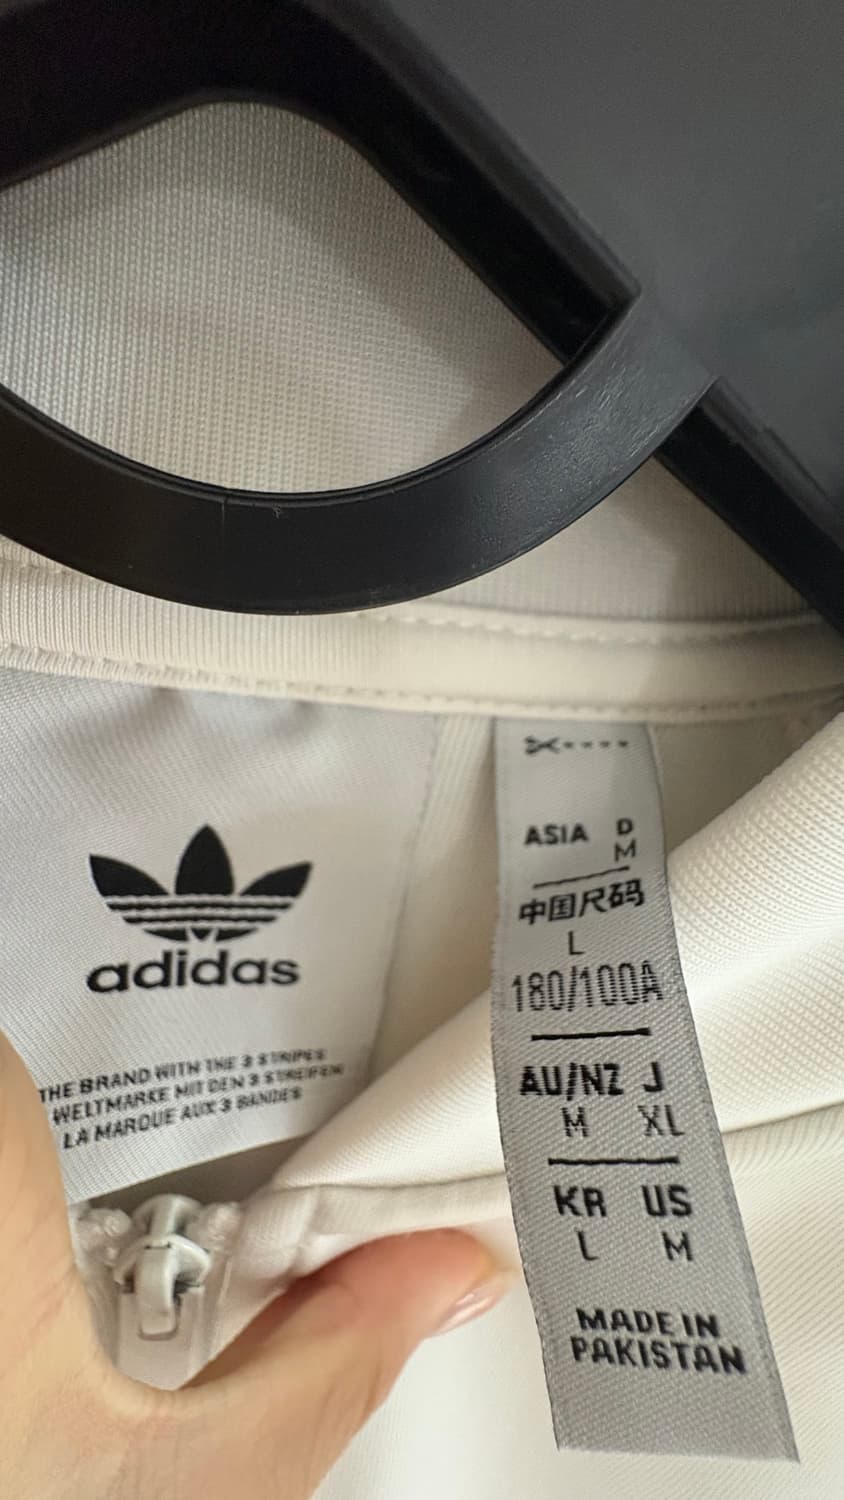 adidas
THE BRAND WITH THE 3 STRIPES
WELTMARKE MIT DEN 3 STREIFEN
LA MARQUE AUX 3 BANDES
ASIA D
M
中国尺码
L
180/100A
AU/NZ J
M XL
KR US
L M
MADE IN
PAKISTAN